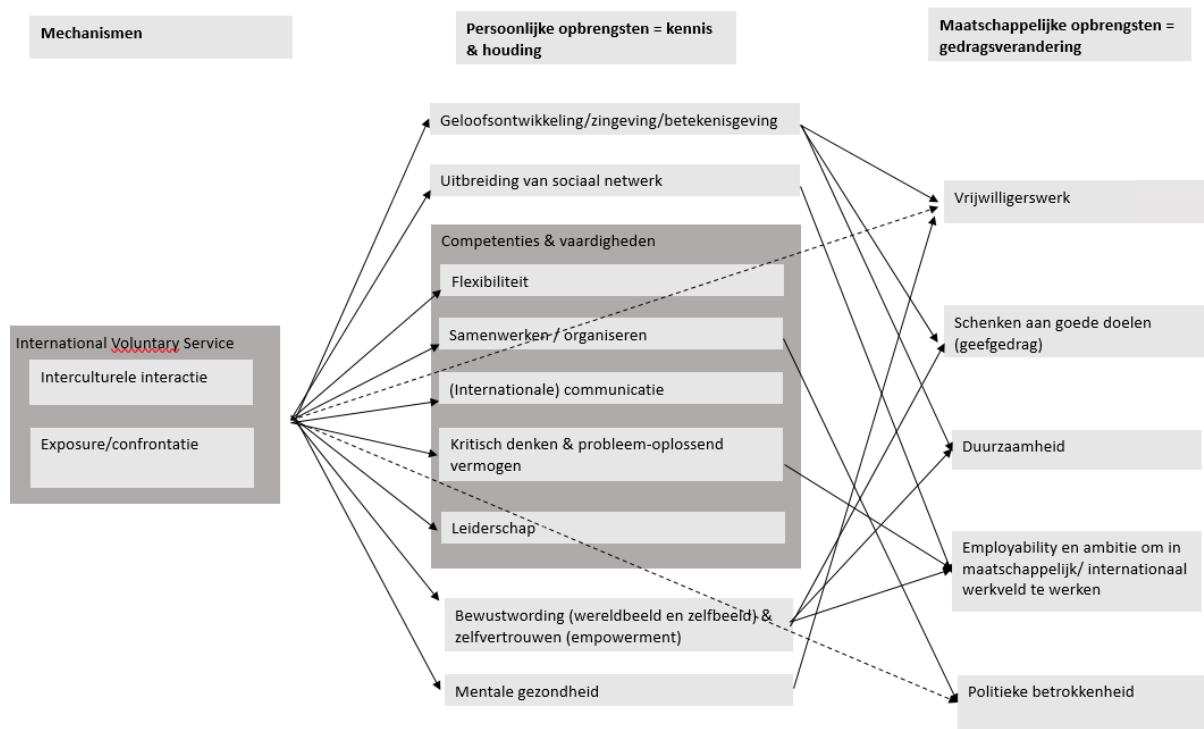 Mechanismen
Persoonlijke opbrengsten = kennis
& houding
Maatschappelijke opbrengsten =
gedragsverandering
International Voluntary Service
Interculturele interactie
Exposure/confrontatie
Geloofsontwikkeling/zingeving/betekenisgeving
Uitbreiding van sociaal netwerk
Competenties & vaardigheden
Flexibiliteit
Samenwerken / organiseren
(Internationale) communicatie
Kritisch denken & probleem-oplossend
vermogen
Leiderschap
Bewustwording (wereldbeeld en zelfbeeld) &
zelfvertrouwen (empowerment)
Mentale gezondheid
Vrijwilligerswerk
Schenken aan goede doelen
(geefgedrag)
Duurzaamheid
Employability en ambitie om in
maatschappelijk/ internationaal
werkveld te werken
Politieke betrokkenheid